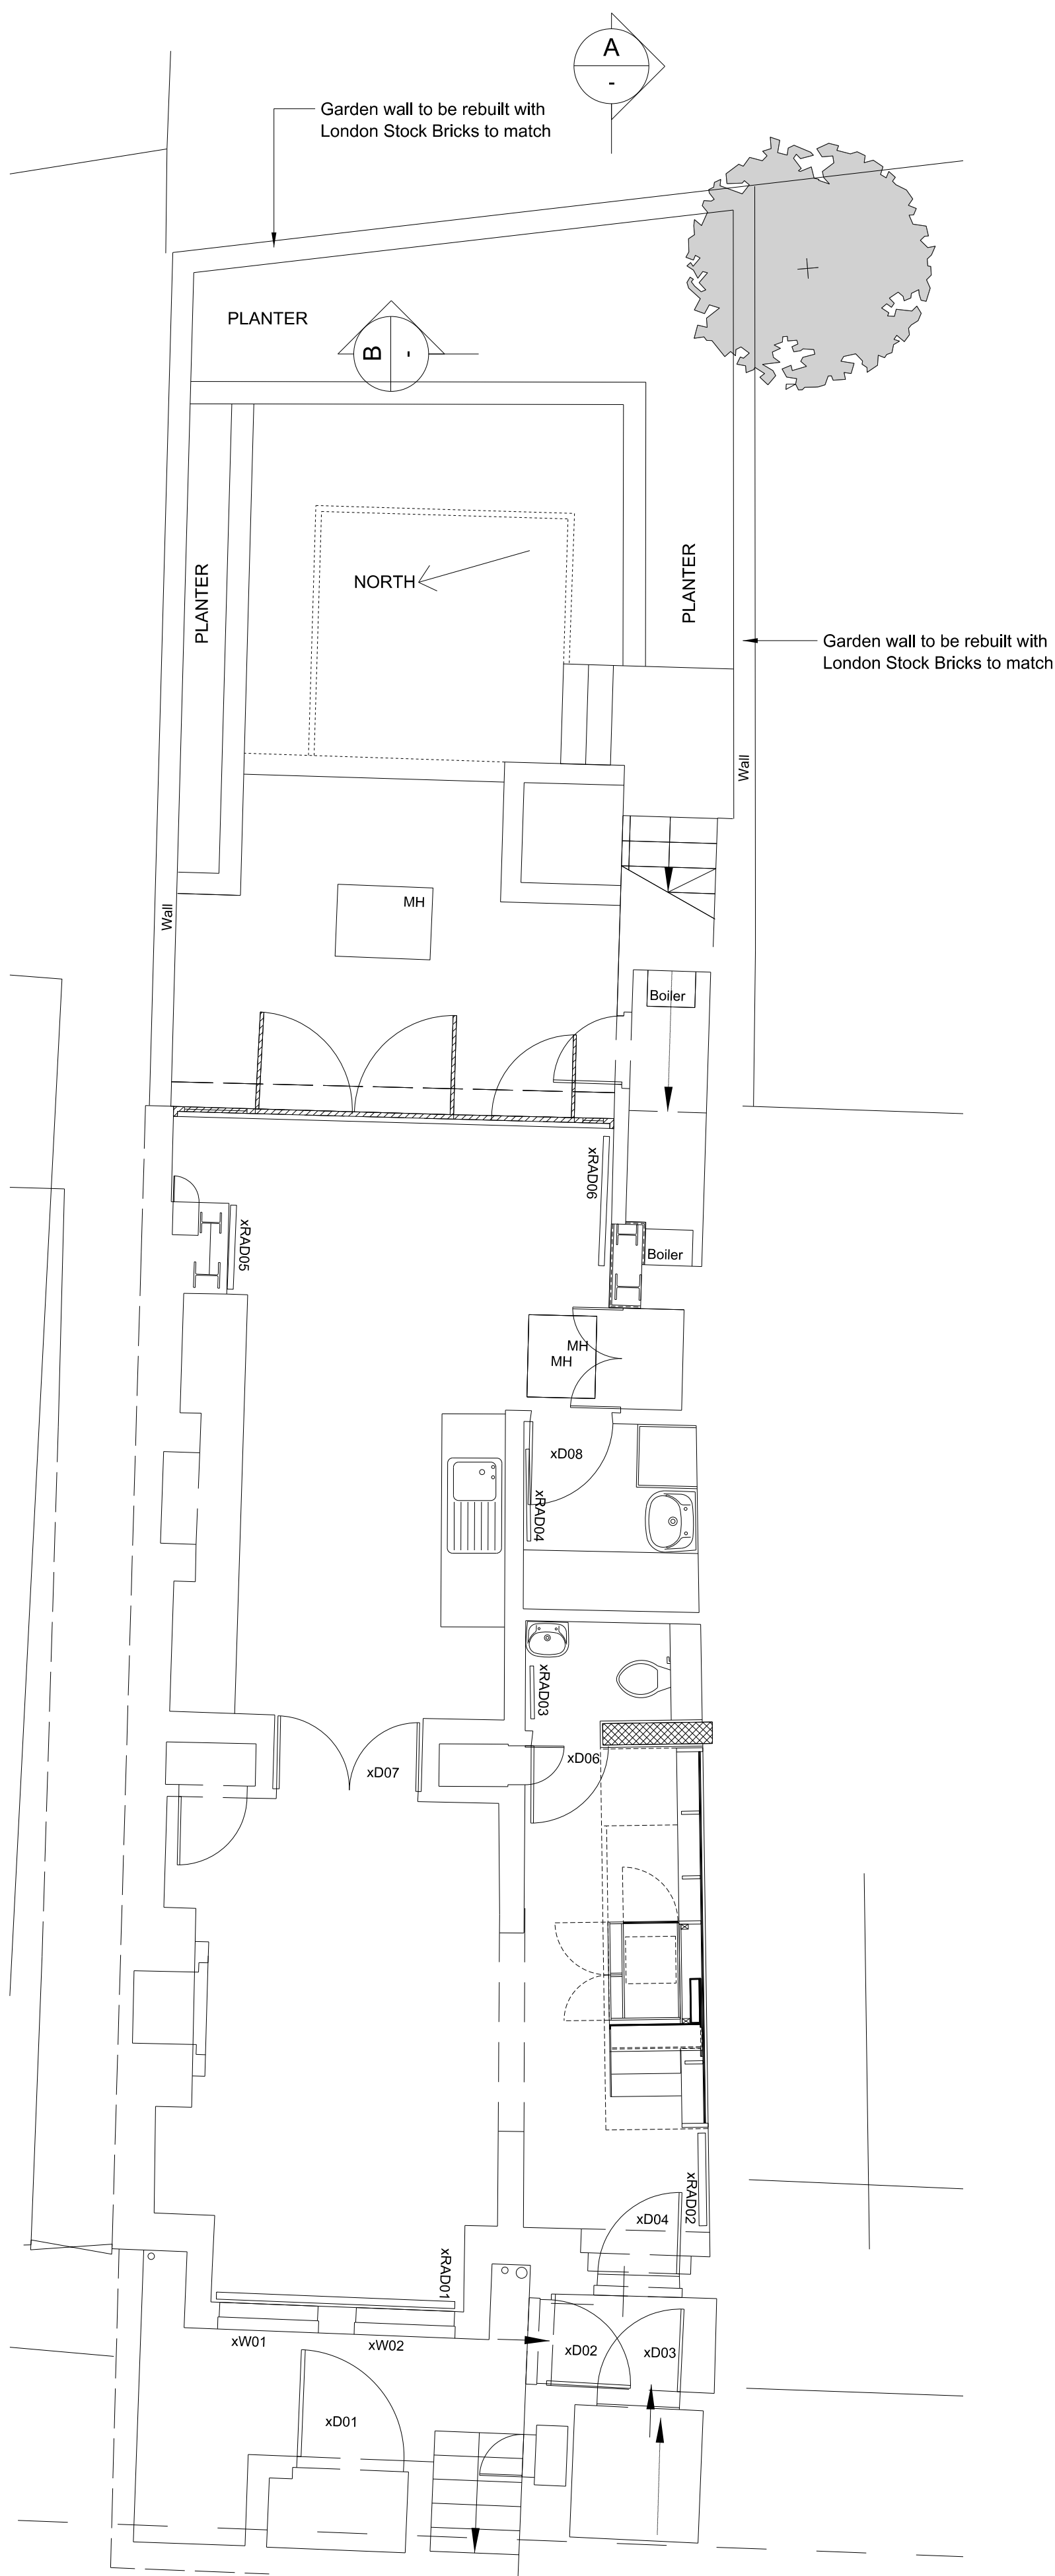 A
-
Garden wall to be rebuilt with
London Stock Bricks to match
PLANTER
B
-
PLANTER
NORTH
PLANTER
Garden wall to be rebuilt with
London Stock Bricks to match
Wall
Wall
MH
Boiler
xRAD06
xRAD05
Boiler
MH
MH
xD08
xRAD04
xRAD03
xD06
xD07
xRAD02
xD04
xRAD01
xW01
xW02
xD02
xD03
xD01